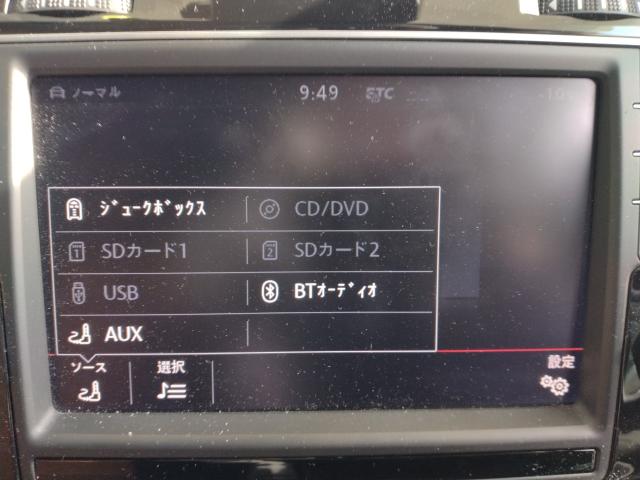 ノーマル 9:49 ETC
ｼﾞｭｰｸﾎﾞｯｸｽ CD/DVD
1 SDカード1 2 SDカード2
USB BTｵｰﾃﾞｨｵ
AUX
ソース 選択 設定